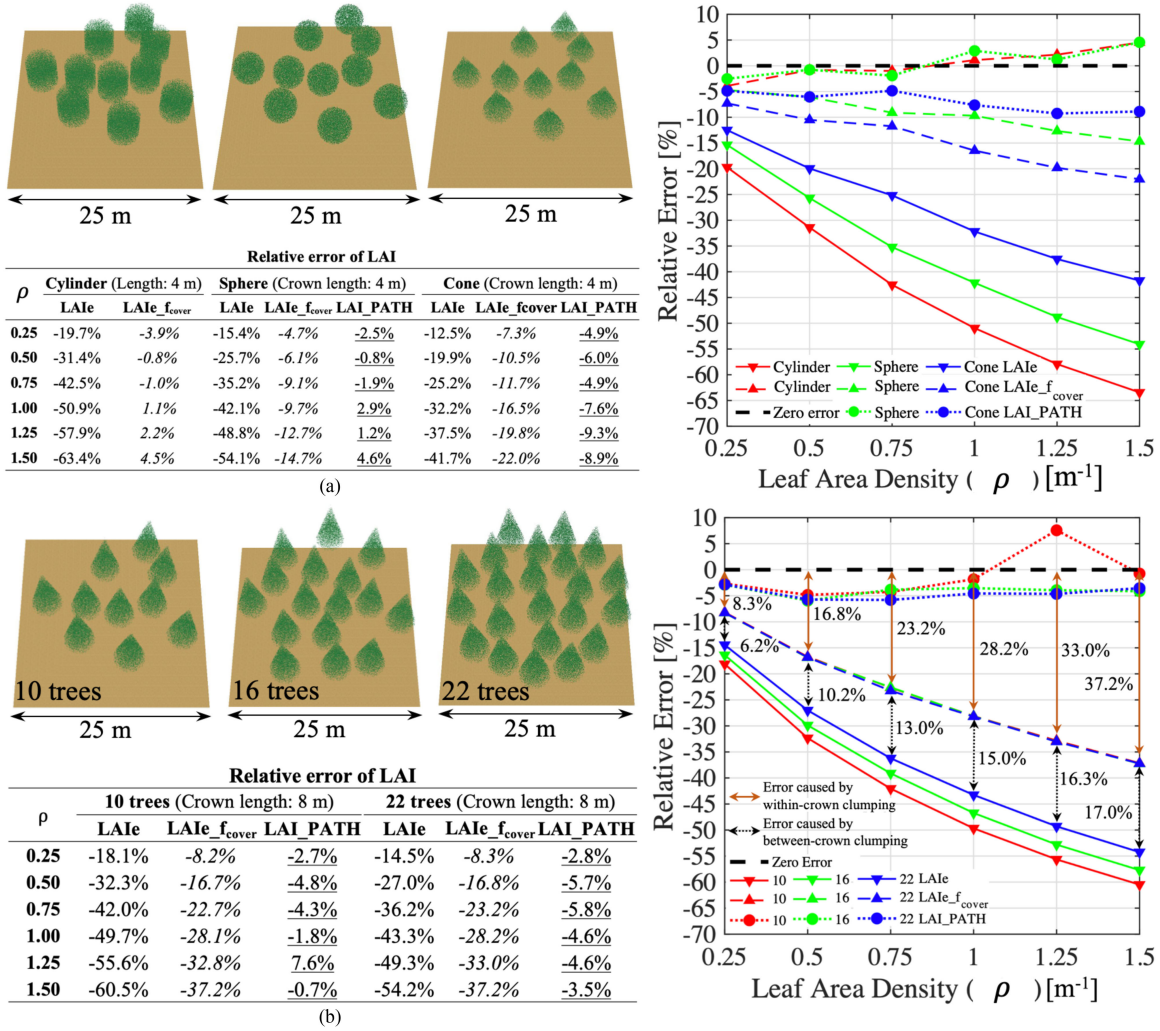 25 m
25 m
25 m
Relative error of LAI
ρ Cylinder (Length: 4 m) Sphere (Crown length: 4 m) Cone (Crown length: 4 m)
LAIe LAIe_fcover LAIe LAIe_fcover LAI_PATH LAIe LAIe_fcover LAI_PATH
0.25 -19.7% -3.9% -15.4% -4.7% -2.5% -12.5% -7.3% -4.9%
0.50 -31.4% -0.8% -25.7% -6.1% -0.8% -19.9% -10.5% -6.0%
0.75 -42.5% -1.0% -35.2% -9.1% -1.9% -25.2% -11.7% -4.9%
1.00 -50.9% 1.1% -42.1% -9.7% 2.9% -32.2% -16.5% -7.6%
1.25 -57.9% 2.2% -48.8% -12.7% 1.2% -37.5% -19.8% -9.3%
1.50 -63.4% 4.5% -54.1% -14.7% 4.6% -41.7% -22.0% -8.9%
Relative Error [%]
10
5
0
-5
-10
-15
-20
-25
-30
-35
-40
-45
-50
-55
-60
-65
-70
Cylinder Sphere Cone LAIe
Cylinder Sphere Cone LAIe_fcover
Zero error Sphere Cone LAI_PATH
0.25 0.5 0.75 1 1.25 1.5
Leaf Area Density ( ρ ) [m-1]
(a)
10 trees
16 trees
22 trees
25 m
25 m
25 m
Relative error of LAI
ρ 10 trees (Crown length: 8 m) 22 trees (Crown length: 8 m)
LAIe LAIe_fcover LAI_PATH LAIe LAIe_fcover LAI_PATH
0.25 -18.1% -8.2% -2.7% -14.5% -8.3% -2.8%
0.50 -32.3% -16.7% -4.8% -27.0% -16.8% -5.7%
0.75 -42.0% -22.7% -4.3% -36.2% -23.2% -5.8%
1.00 -49.7% -28.1% -1.8% -43.3% -28.2% -4.6%
1.25 -55.6% -32.8% 7.6% -49.3% -33.0% -4.6%
1.50 -60.5% -37.2% -0.7% -54.2% -37.2% -3.5%
Relative Error [%]
10
5
0
-5
-10
-15
-20
-25
-30
-35
-40
-45
-50
-55
-60
-65
-70
8.3% 16.8% 23.2% 28.2% 33.0% 37.2%
6.2% 10.2% 13.0% 15.0% 16.3% 17.0%
Error caused by
within-crown clumping
Error caused by
between-crown clumping
Zero Error
10 16 22 LAIe
10 16 22 LAIe_fcover
10 16 22 LAI_PATH
0.25 0.5 0.75 1 1.25 1.5
Leaf Area Density ( ρ ) [m-1]
(b)